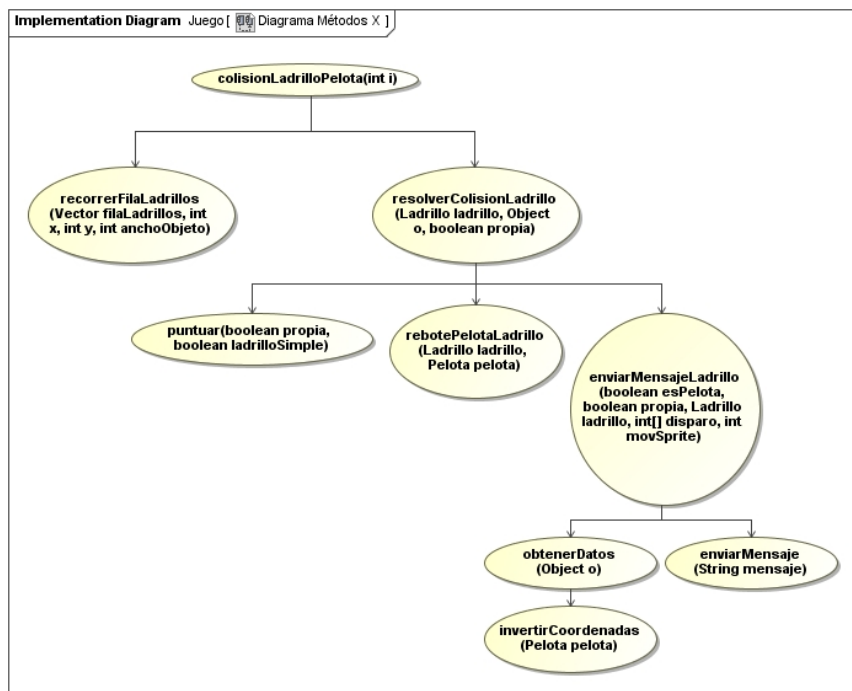 Implementation Diagram Juego [ Diagrama Métodos X ]
colisionLadrilloPelota(int i)
recorrerFilaLadrillos
(Vector filaLadrillos, int
x, int y, int anchoObjeto)
resolverColisionLadrillo
(Ladrillo ladrillo, Object
o, boolean propia)
puntuar(boolean propia,
boolean ladrilloSimple)
rebotePelotaLadrillo
(Ladrillo ladrillo,
Pelota pelota)
enviarMensajeLadrillo
(boolean esPelota,
boolean propia, Ladrillo
ladrillo, int[] disparo, int
movSprite)
obtenerDatos
(Object o)
enviarMensaje
(String mensaje)
invertirCoordenadas
(Pelota pelota)